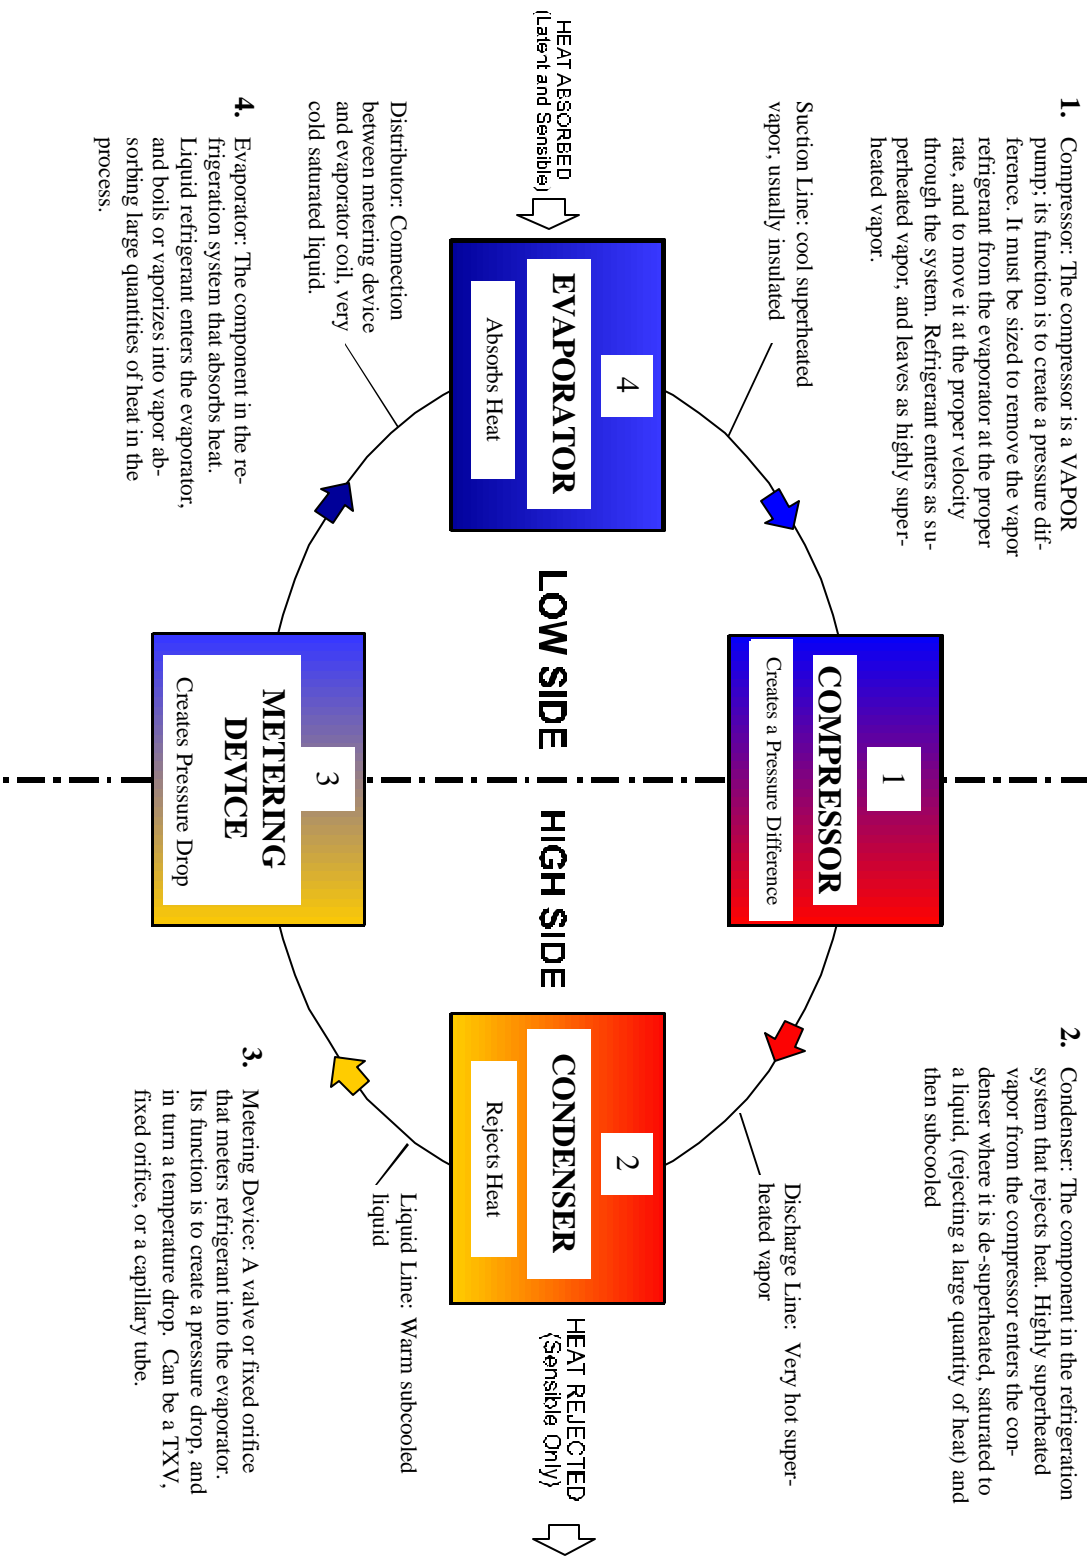 1. Compressor: The compressor is a VAPOR
pump; its function is to create a pressure dif-
ference. It must be sized to remove the vapor
refrigerant from the evaporator at the proper
rate, and to move it at the proper velocity
through the system. Refrigerant enters as su-
perheated vapor, and leaves as highly super-
heated vapor.
2. Condenser: The component in the refrigeration
system that rejects heat. Highly superheated
vapor from the compressor enters the con-
denser where it is de-superheated, saturated to
a liquid, (rejecting a large quantity of heat) and
then subcooled
Suction Line: cool superheated
vapor, usually insulated
1
COMPRESSOR
Creates a Pressure Difference
Discharge Line: Very hot super-
heated vapor
HEAT ABSORBED
(Latent and Sensible)
4
EVAPORATOR
Absorbs Heat
LOW SIDE
HIGH SIDE
2
CONDENSER
Rejects Heat
HEAT REJECTED
(Sensible Only)
Distributor: Connection
between metering device
and evaporator coil, very
cold saturated liquid.
3
METERING
DEVICE
Creates Pressure Drop
Liquid Line: Warm subcooled
liquid
4. Evaporator: The component in the re-
frigeration system that absorbs heat.
Liquid refrigerant enters the evaporator,
and boils or vaporizes into vapor ab-
sorbing large quantities of heat in the
process.
3. Metering Device: A valve or fixed orifice
that meters refrigerant into the evaporator.
Its function is to create a pressure drop, and
in turn a temperature drop. Can be a TXV,
fixed orifice, or a capillary tube.